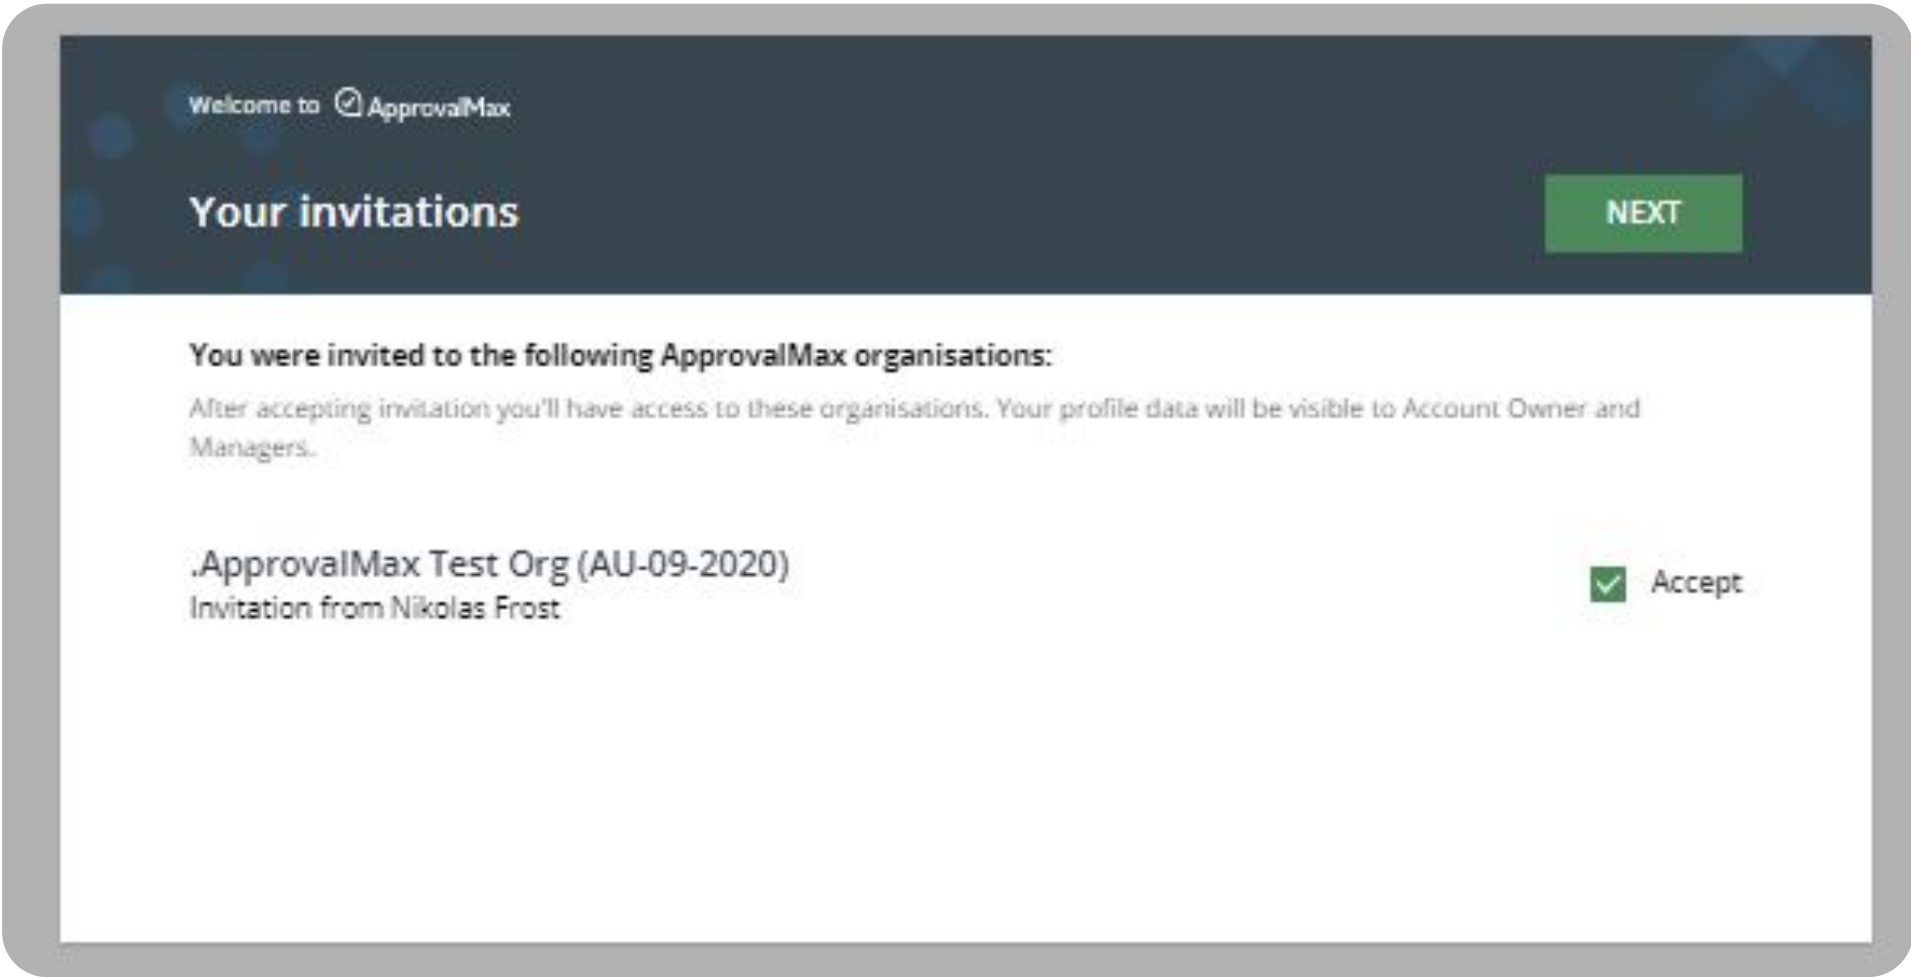 Welcome to ApprovalMax
Your invitations
NEXT
You were invited to the following ApprovalMax organisations:
After accepting invitation you'll have access to these organisations. Your profile data will be visible to Account Owner and
Managers.
.ApprovalMax Test Org (AU-09-2020)
Invitation from Nikolas Frost
Accept